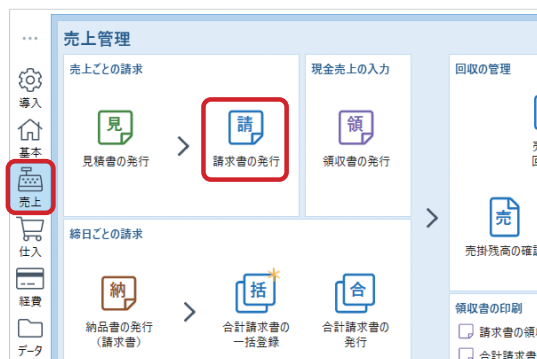 …
導入
基本
売上
仕入
経費
データ
売上管理
売上ごとの請求
見
見積書の発行
請
請求書の発行
現金売上の入力
領
領収書の発行
締日ごとの請求
納
納品書の発行
（請求書）
括
合計請求書の
一括登録
合
合計請求書の
発行
回収の管理
売
売掛残高の確
領収書の印刷
請求書の領
合計請求書